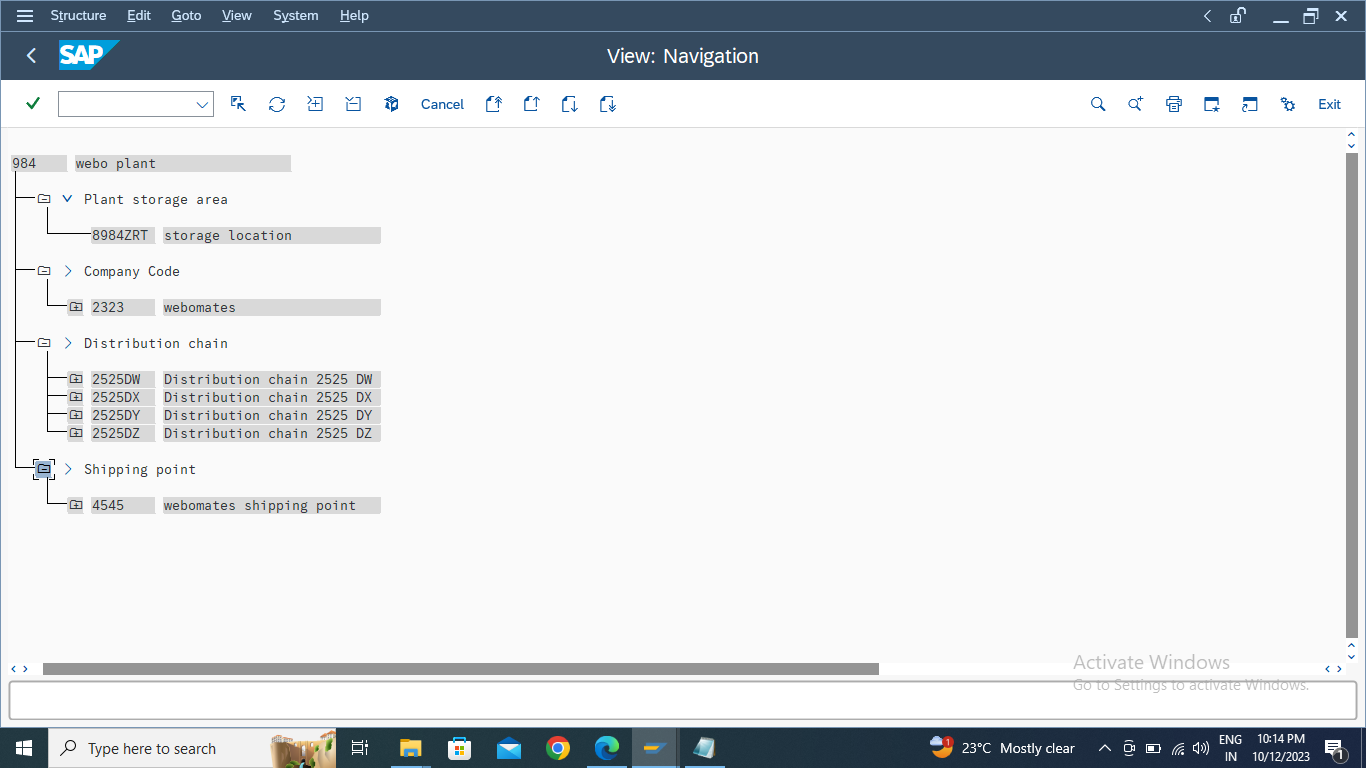 Structure Edit Goto View System Help
SAP View: Navigation
Cancel Exit
984 webo plant
Plant storage area
8984ZRT storage location
Company Code
2323 webomates
Distribution chain
2525DW Distribution chain 2525 DW
2525DX Distribution chain 2525 DX
2525DY Distribution chain 2525 DY
2525DZ Distribution chain 2525 DZ
Shipping point
4545 webomates shipping point
Activate Windows
Go to Settings to activate Windows.
Type here to search
1 23°C Mostly clear
ENG
IN
10:14 PM
10/12/2023
1